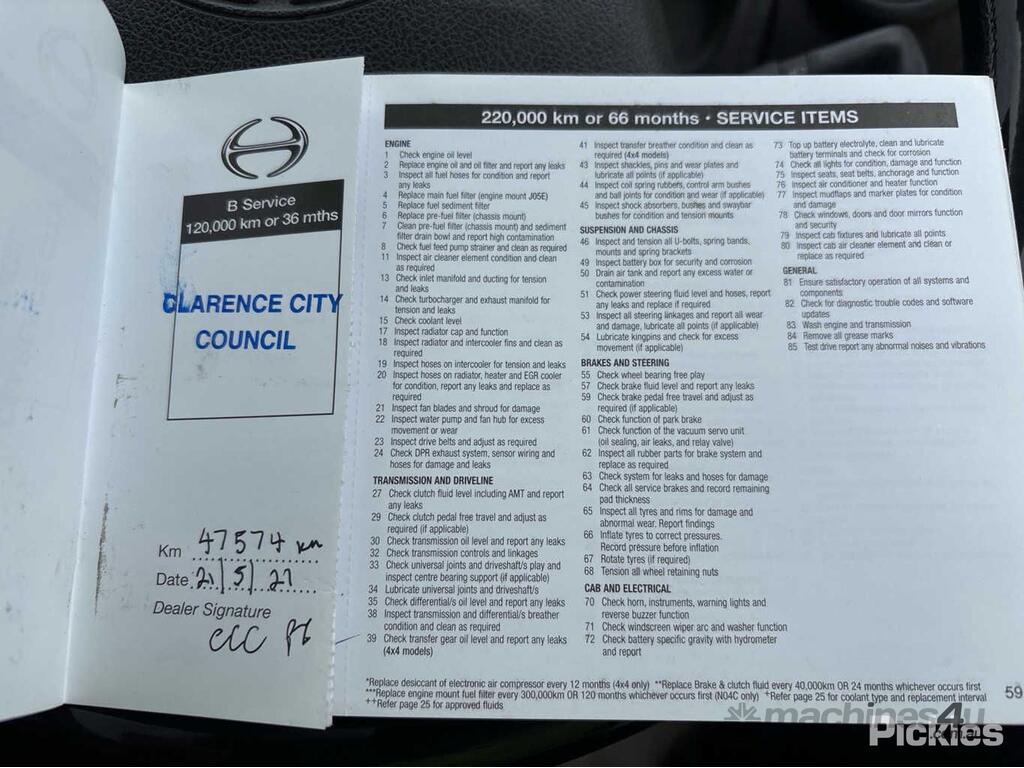 B Service
120,000 km or 36 mths
CLARENCE CITY
COUNCIL
Km 47574 km
Date 21/5/21
Dealer Signature
CCC
220,000 km or 66 months · SERVICE ITEMS
ENGINE
1 Check engine oil level
2 Replace engine oil and oil filter and report any leaks
3 Inspect all fuel hoses for condition and report
any leaks
4 Replace main fuel filter (engine mount J05E)
5 Replace fuel sediment filter
6 Replace pre-fuel filter (chassis mount)
7 Clean pre-fuel filter (chassis mount) and sediment
filter drain bowl and report high contamination
8 Check fuel feed pump strainer and clean as required
11 Inspect air cleaner element condition and clean
as required
13 Check inlet manifold and ducting for tension
and leaks
14 Check turbocharger and exhaust manifold for
tension and leaks
15 Check coolant level
17 Inspect radiator cap and function
18 Inspect radiator and intercooler fins and clean as
required
19 Inspect hoses on intercooler for tension and leaks
20 Inspect hoses on radiator, heater and EGR cooler
for condition, report any leaks and replace as
required
21 Inspect fan blades and shroud for damage
22 Inspect water pump and fan hub for excess
movement or wear
23 Inspect drive belts and adjust as required
24 Check DPR exhaust system, sensor wiring and
hoses for damage and leaks
TRANSMISSION AND DRIVELINE
27 Check clutch fluid level including AMT and report
any leaks
29 Check clutch pedal free travel and adjust as
required (if applicable)
30 Check transmission oil level and report any leaks
32 Check transmission controls and linkages
33 Check universal joints and driveshaft/s play and
inspect centre bearing support (if applicable)
34 Lubricate universal joints and driveshaft/s
35 Check differential/s oil level and report any leaks
38 Inspect transmission and differential/s breather
condition and clean as required
39 Check transfer gear oil level and report any leaks
(4x4 models)
41 Inspect transfer breather condition and clean as
required (4x4 models)
43 Inspect shackles, pins and wear plates and
lubricate all points (if applicable)
44 Inspect coil spring rubbers, control arm bushes
and ball joints for condition and wear (if applicable)
45 Inspect shock absorbers, bushes and swaybar
bushes for condition and tension mounts
SUSPENSION AND CHASSIS
46 Inspect and tension all U-bolts, spring bands,
mounts and spring brackets
49 Inspect battery box for security and corrosion
50 Drain air tank and report any excess water or
contamination
51 Check power steering fluid level and hoses, report
any leaks and replace if required
53 Inspect all steering linkages and report all wear
and damage, lubricate all points (if applicable)
54 Lubricate kingpins and check for excess
movement (if applicable)
BRAKES AND STEERING
55 Check wheel bearing free play
57 Check brake fluid level and report any leaks
59 Check brake pedal free travel and adjust as
required (if applicable)
60 Check function of park brake
61 Check function of the vacuum servo unit
(oil sealing, air leaks, and relay valve)
62 Inspect all rubber parts for brake system and
replace as required
63 Check system for leaks and hoses for damage
64 Check all service brakes and record remaining
pad thickness
65 Inspect all tyres and rims for damage and
abnormal wear. Report findings
66 Inflate tyres to correct pressures.
Record pressure before inflation
67 Rotate tyres (if required)
68 Tension all wheel retaining nuts
CAB AND ELECTRICAL
70 Check horn, instruments, warning lights and
reverse buzzer function
71 Check windscreen wiper arc and washer function
72 Check battery specific gravity with hydrometer
and report
73 Top up battery electrolyte, clean and lubricate
battery terminals and check for corrosion
74 Check all lights for condition, damage and function
75 Inspect seats, seat belts, anchorage and function
76 Inspect air conditioner and heater function
77 Inspect mudflaps and marker plates for condition
and damage
78 Check windows, doors and door mirrors function
and security
79 Inspect cab fixtures and lubricate all points
80 Inspect cab air cleaner element and clean or
replace as required
GENERAL
81 Ensure satisfactory operation of all systems and
components
82 Check for diagnostic trouble codes and software
updates
83 Wash engine and transmission
84 Remove all grease marks
85 Test drive report any abnormal noises and vibrations
*Replace desiccant of electronic air compressor every 12 months (4x4 only) **Replace Brake & clutch fluid every 40,000km OR 24 months whichever occurs first
***Replace engine mount fuel filter every 300,000km OR 120 months whichever occurs first (N04C only) +Refer page 25 for coolant type and replacement interval
++Refer page 25 for approved fluids
59
machines4u
.com.au
Pickles